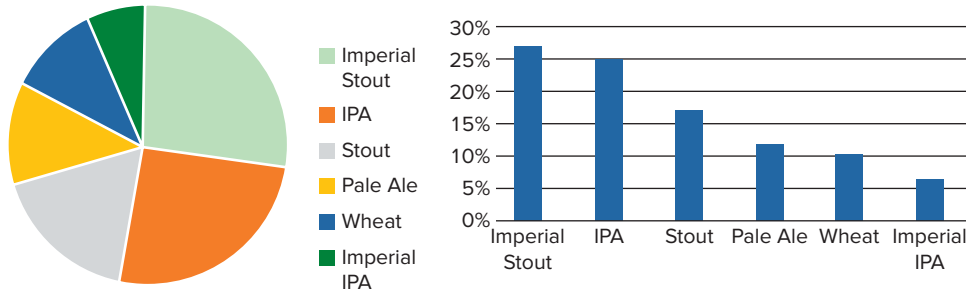 Imperial
Stout
IPA
Stout
Pale Ale
Wheat
Imperial
IPA
30%
25%
20%
15%
10%
5%
0%
Imperial IPA Stout Pale Ale Wheat Imperial
Stout IPA